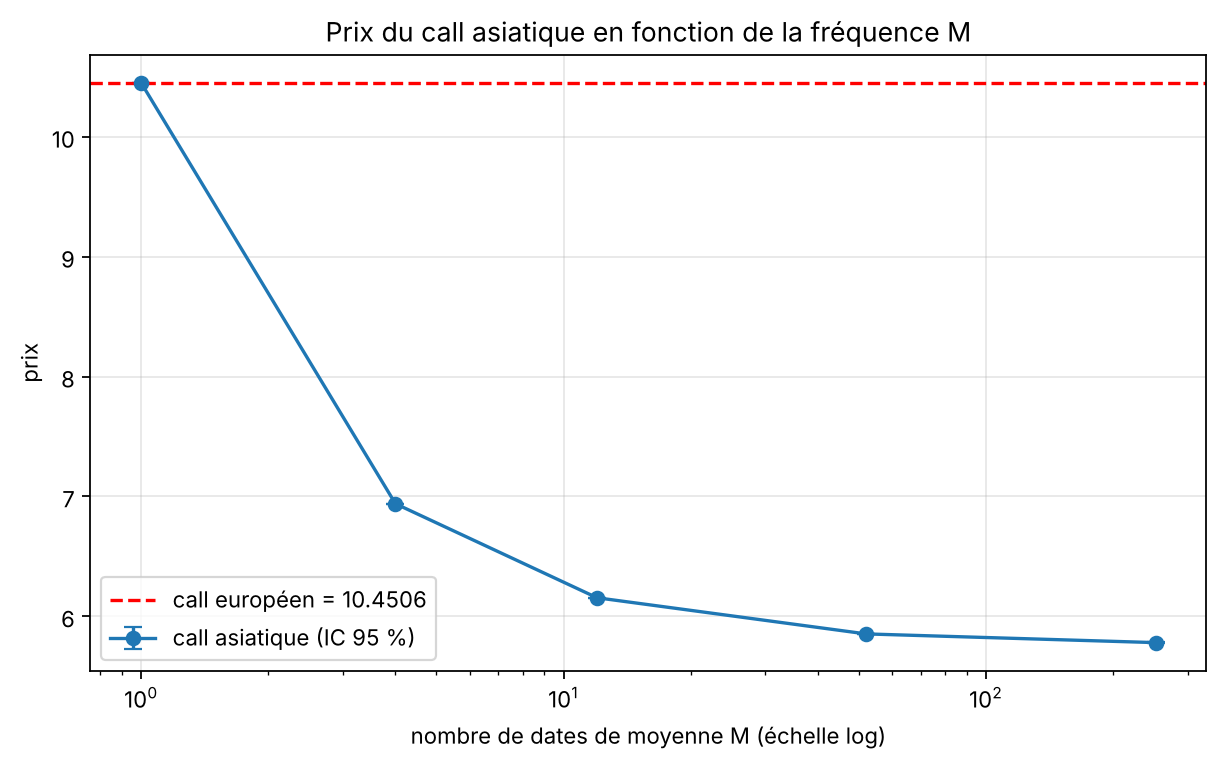 Prix du call asiatique en fonction de la fréquence M
prix
10
9
8
7
6
call européen = 10.4506
call asiatique (IC 95 %)
10⁰
10¹
10²
nombre de dates de moyenne M (échelle log)